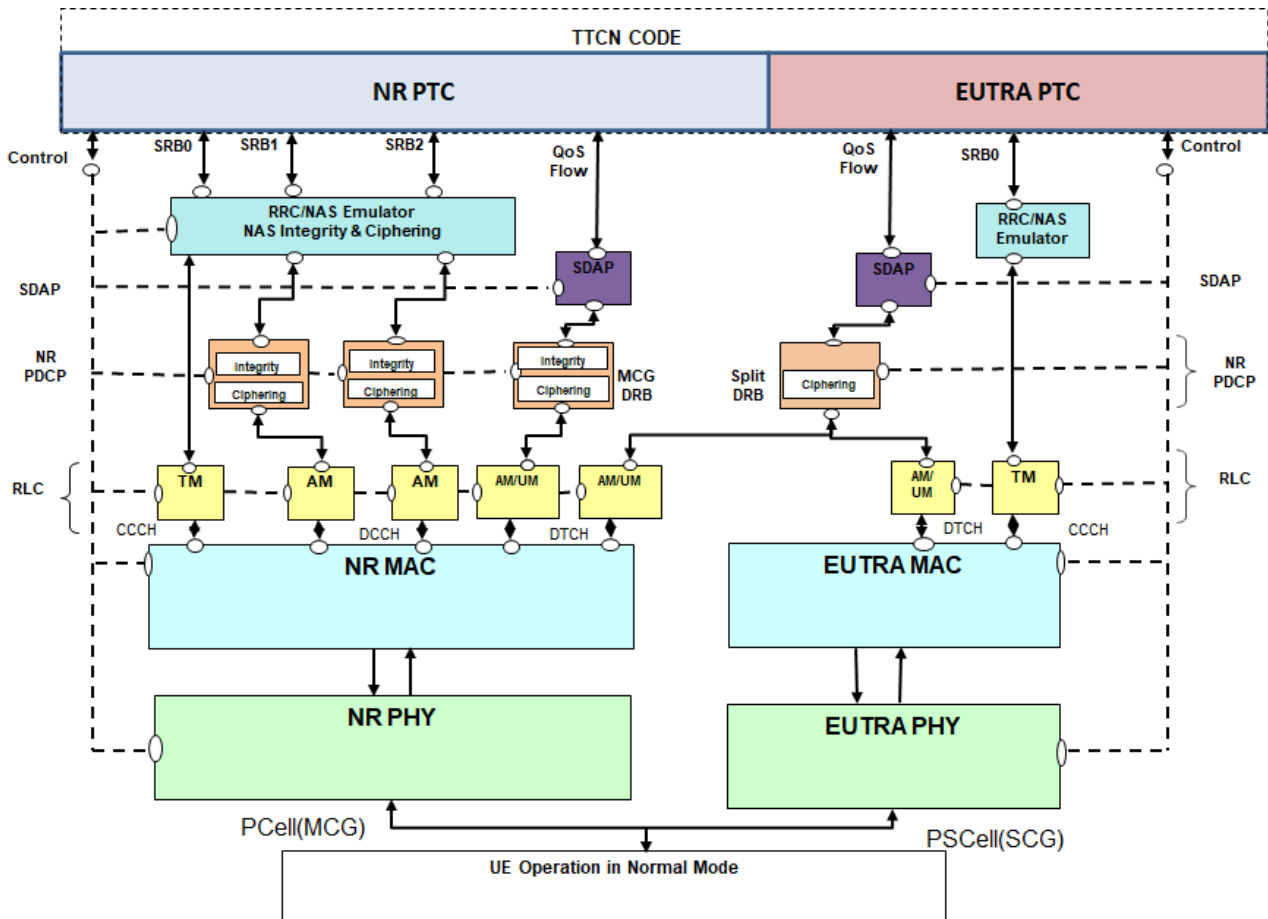 TTCN CODE
NR PTC
EUTRA PTC
Control
SRB0
SRB1
SRB2
QoS
Flow
QoS
Flow
SRB0
Control
RRC/NAS Emulator
NAS Integrity & Ciphering
RRC/NAS
Emulator
SDAP
SDAP
SDAP
SDAP
NR
PDCP
Integrity
Ciphering
Integrity
Ciphering
Integrity
Ciphering
MCG
DRB
Split
DRB
Ciphering
NR
PDCP
RLC
TM
AM
AM
AM/UM
AM/UM
AM/
UM
TM
RLC
CCCH
DCCH
DTCH
DTCH
CCCH
NR MAC
EUTRA MAC
NR PHY
EUTRA PHY
PCell(MCG)
PSCell(SCG)
UE Operation in Normal Mode